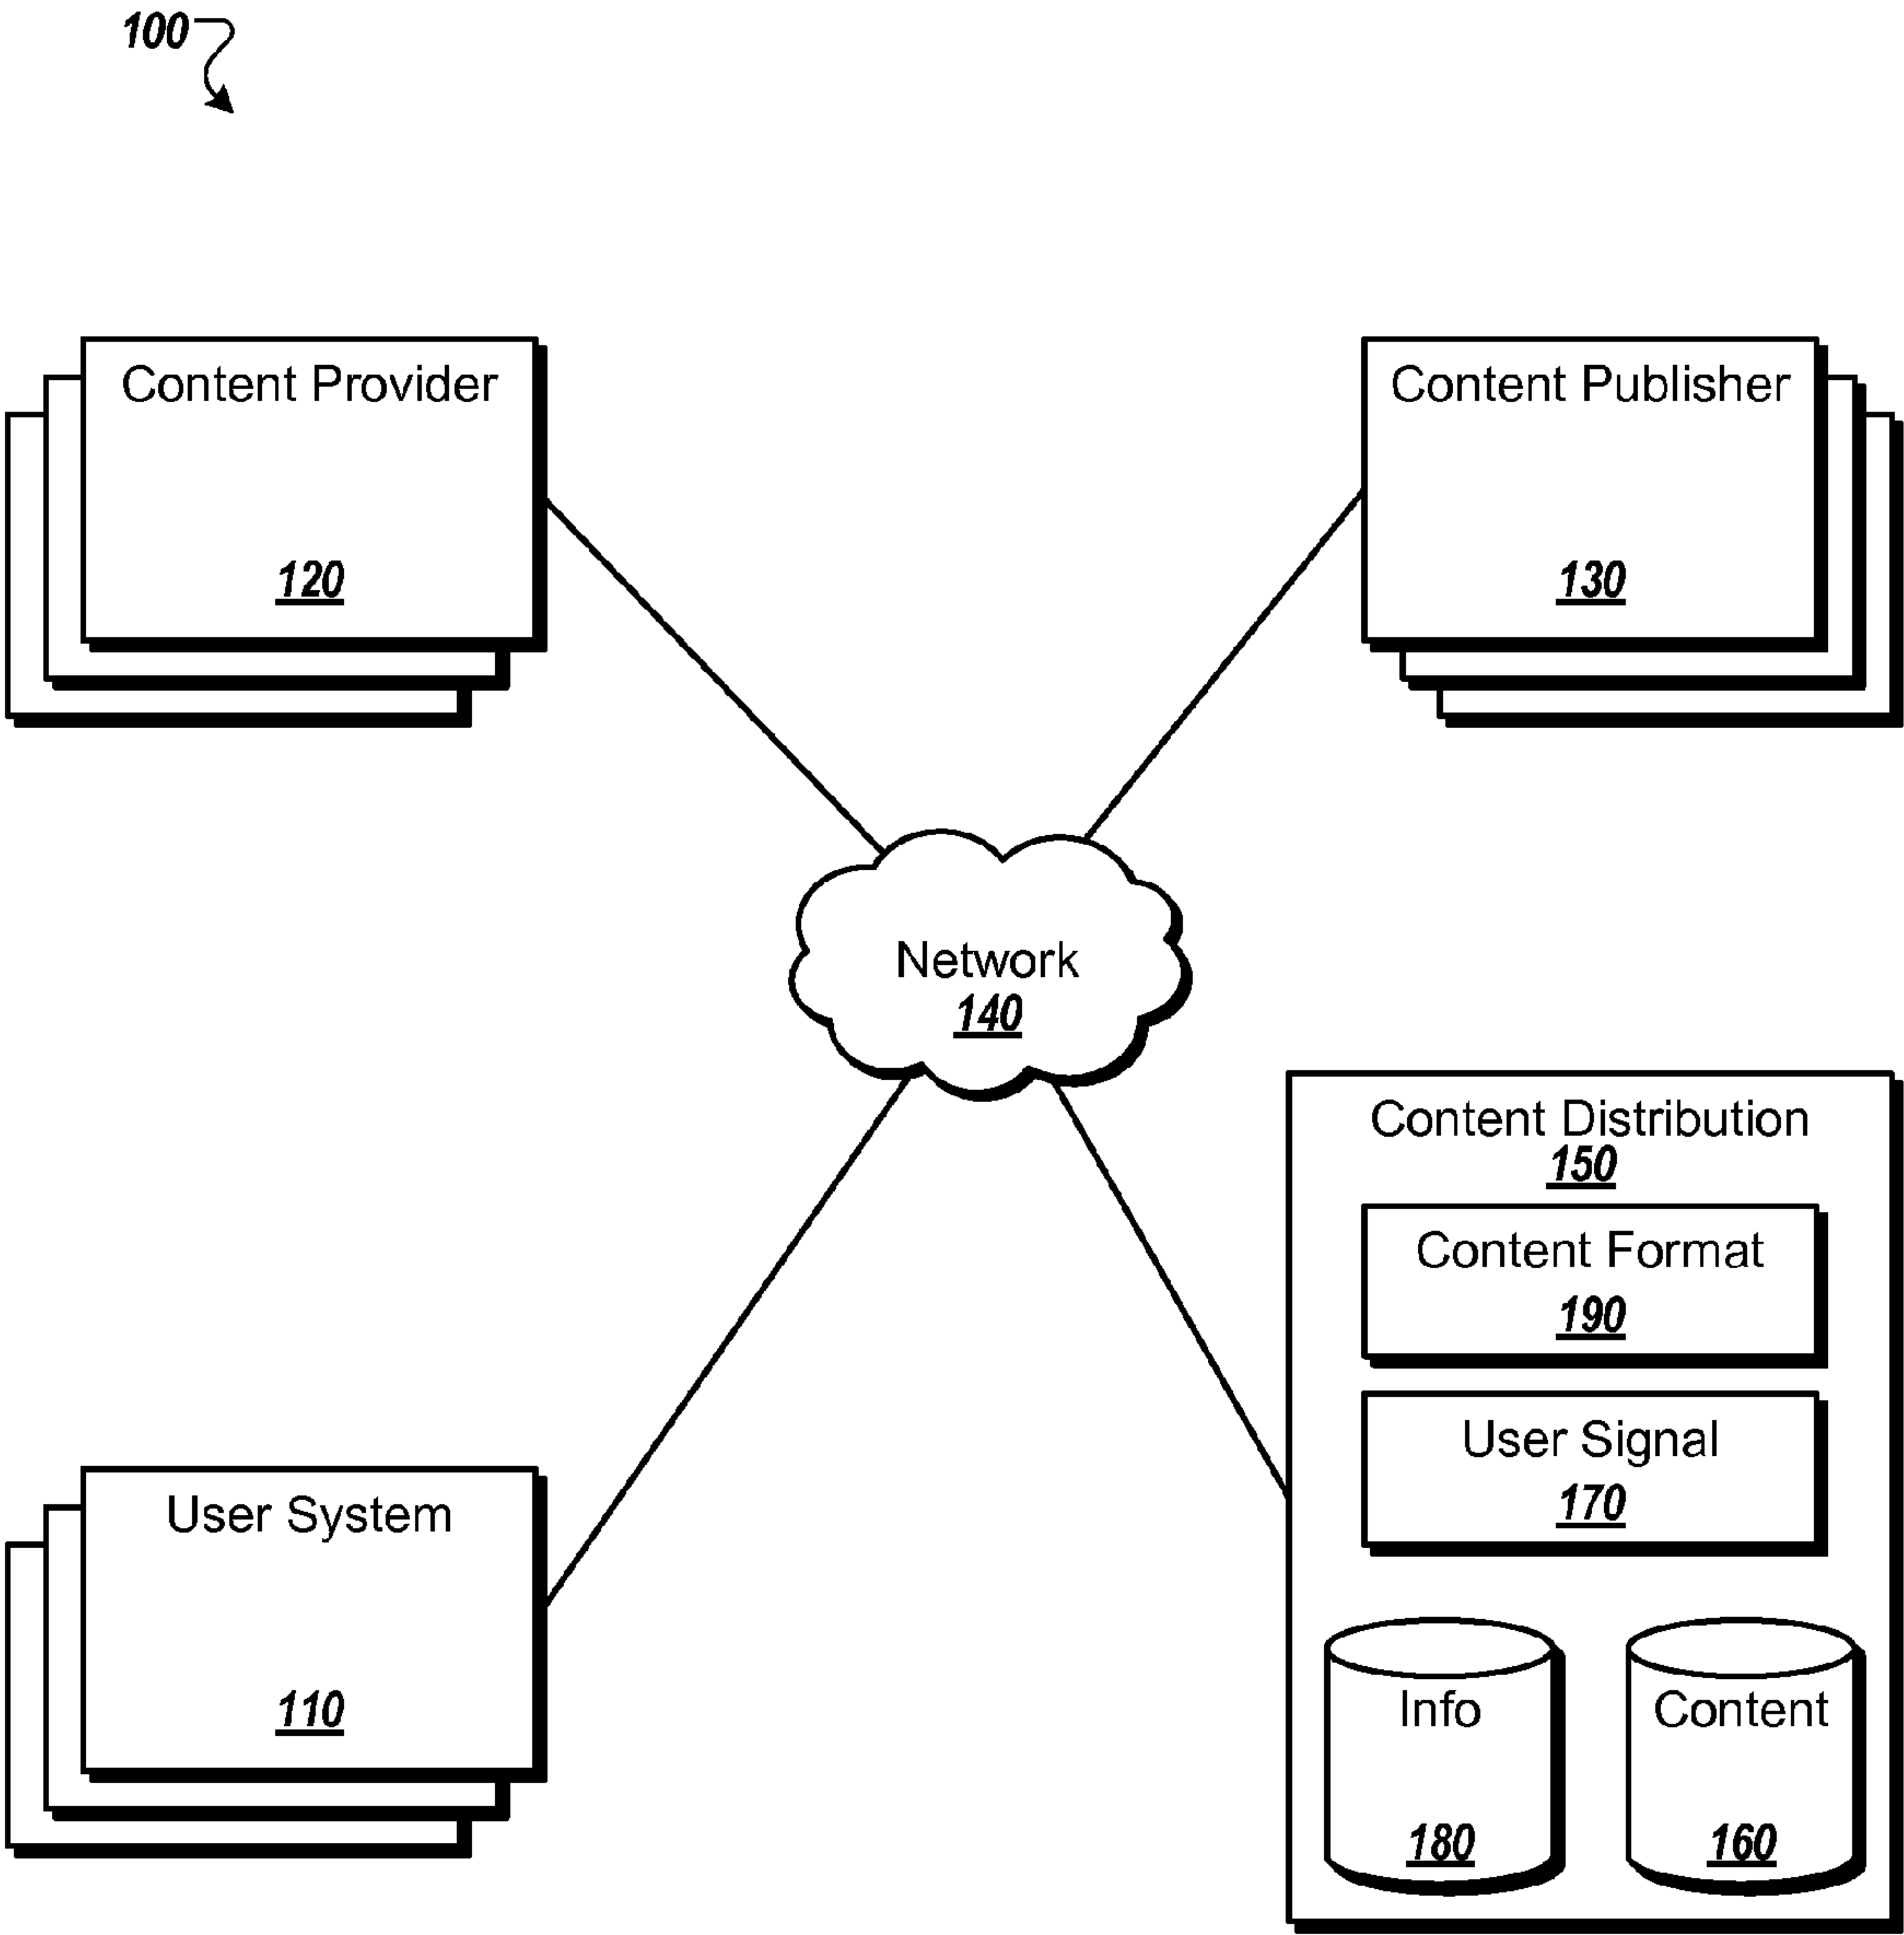 100
Content Provider
120
Content Publisher
130
Network
140
Content Distribution
150
Content Format
190
User Signal
170
Info
180
Content
160
User System
110